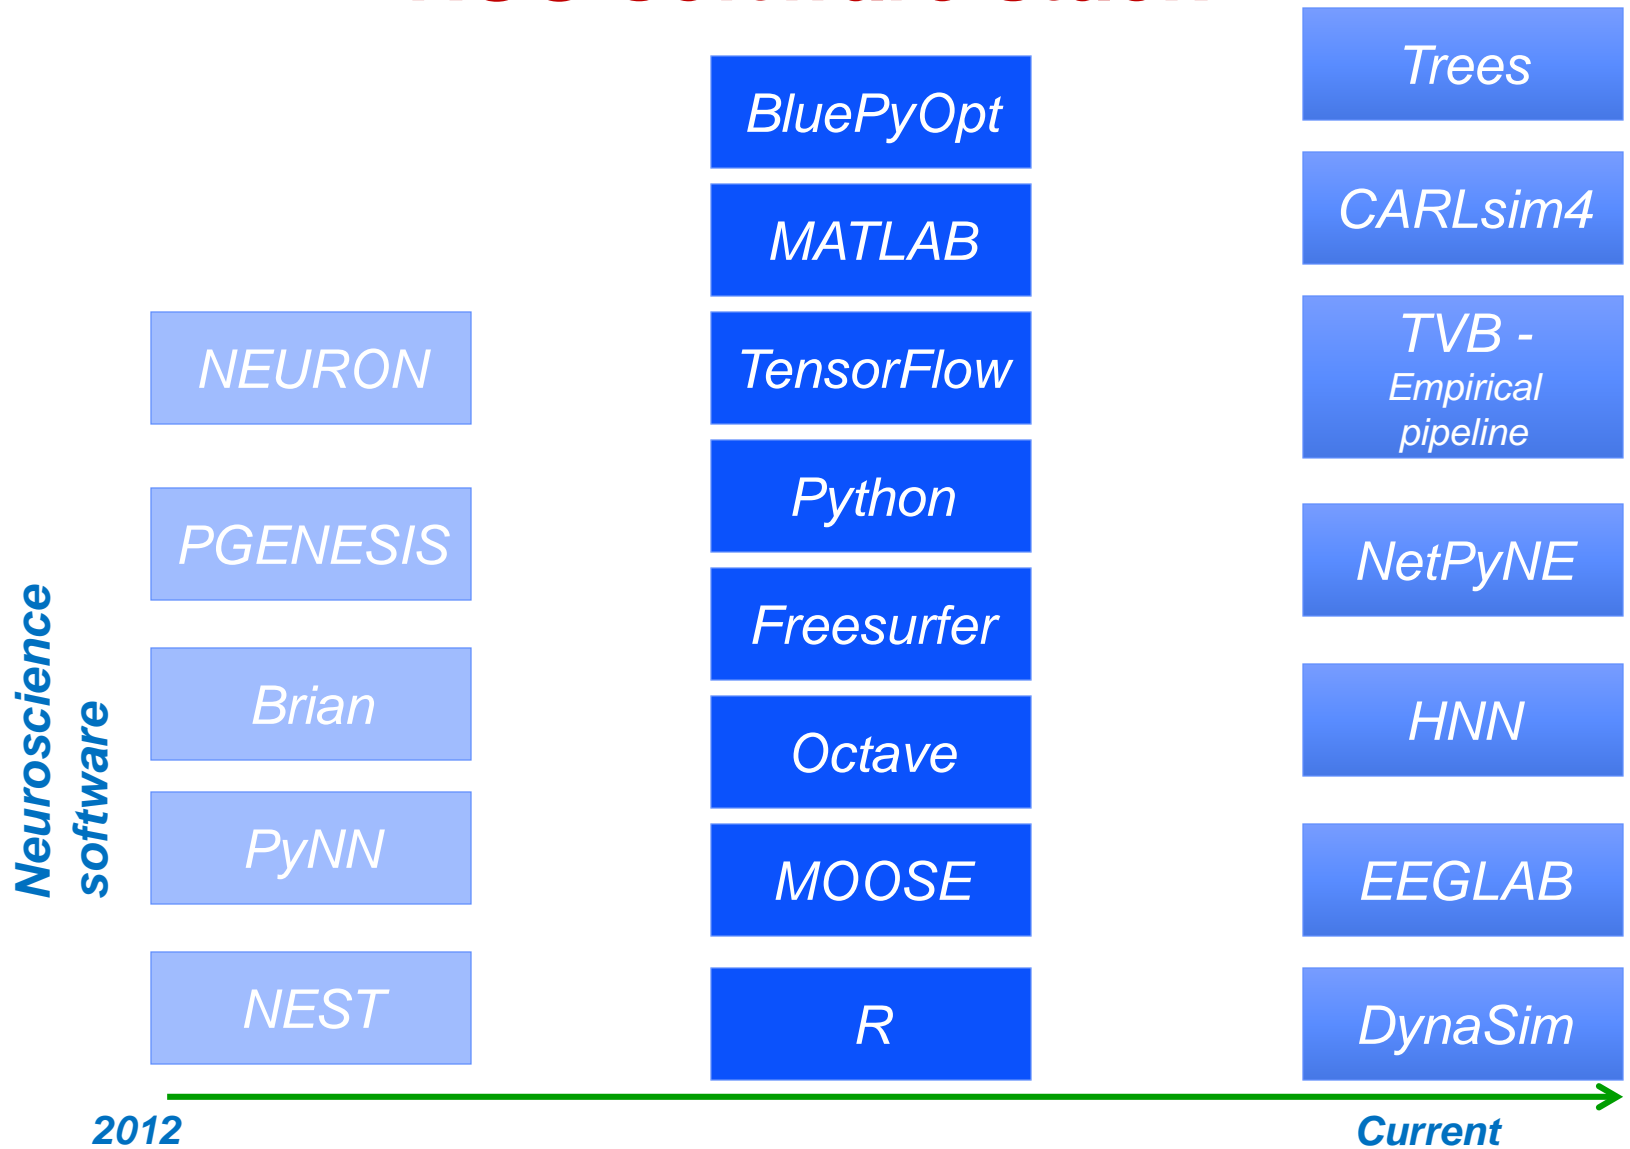 BluePyOpt
MATLAB
TensorFlow
Python
Freesurfer
Octave
MOOSE
R
NEURON
PGENESIS
Brian
PyNN
NEST
Trees
CARLsim4
TVB -
Empirical
pipeline
NetPyNE
HNN
EEGLAB
DynaSim
Neuroscience
software
2012
Current